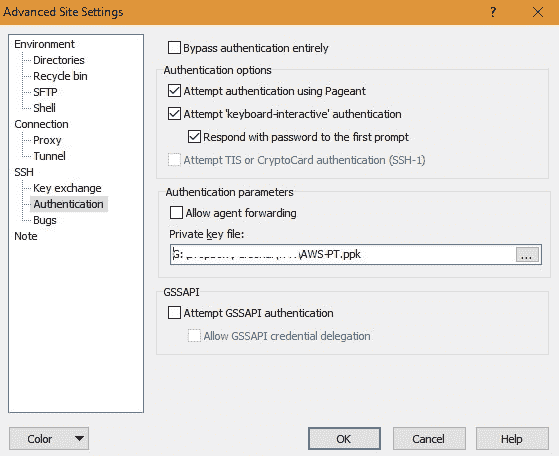 Advanced Site Settings
Environment
Directories
Recycle bin
SFTP
Shell
Connection
Proxy
Tunnel
SSH
Key exchange
Authentication
Bugs
Note
Bypass authentication entirely
Authentication options
Attempt authentication using Pageant
Attempt 'keyboard-interactive' authentication
Respond with password to the first prompt
Attempt TIS or CryptoCard authentication (SSH-1)
Authentication parameters
Allow agent forwarding
Private key file:
G:\ \AWS-PT.ppk
...
GSSAPI
Attempt GSSAPI authentication
Allow GSSAPI credential delegation
Color
OK
Cancel
Help